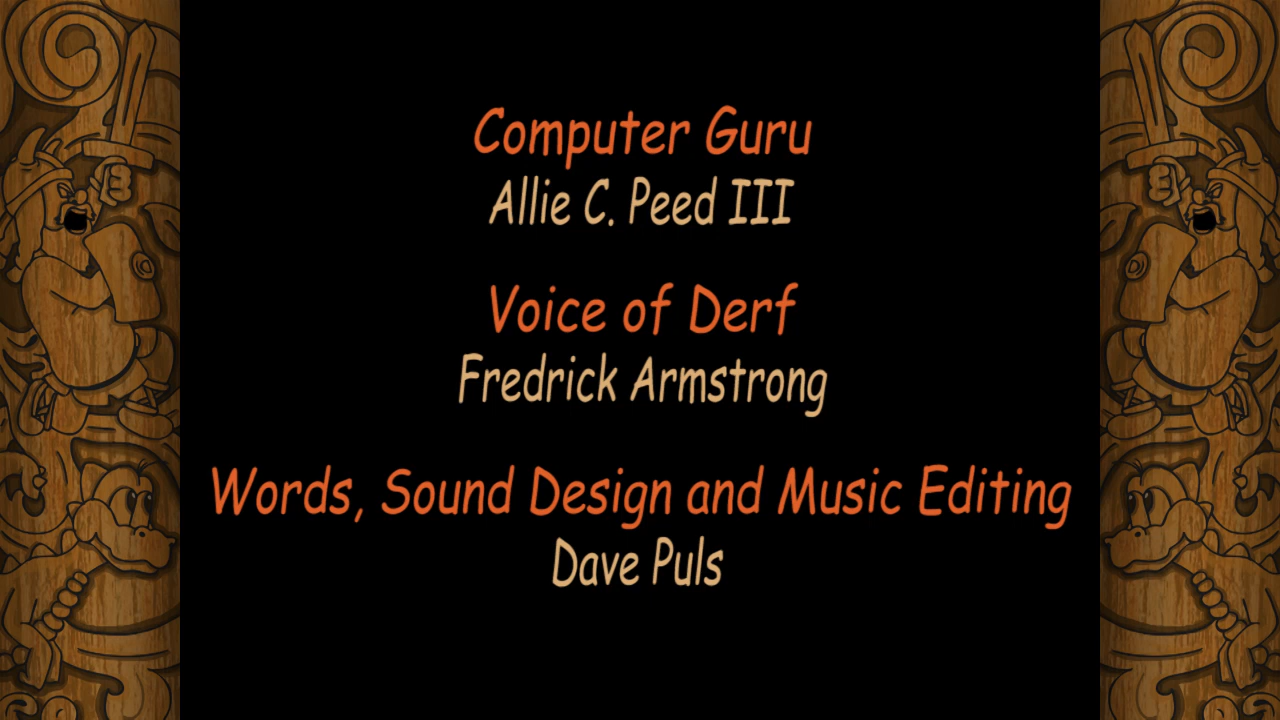 Computer Guru
Allie C. Peed III
Voice of Derf
Fredrick Armstrong
Words, Sound Design and Music Editing
Dave Puls